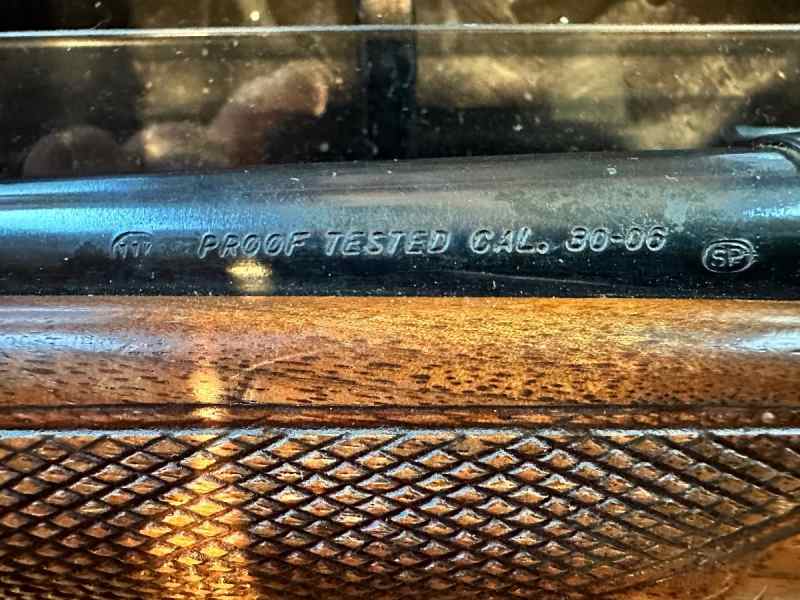 PROOF TESTED CAL. 30-06 SP